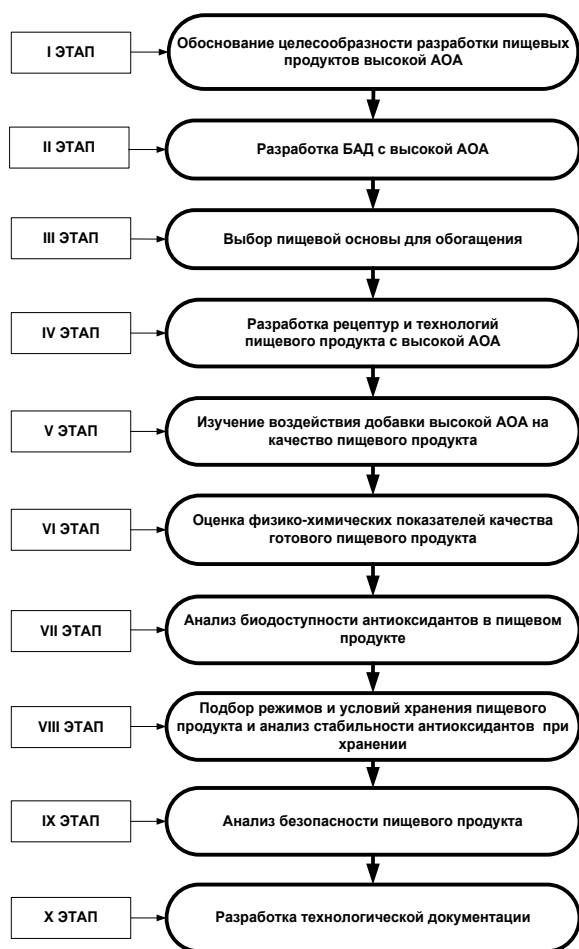 I ЭТАП
Обоснование целесообразности разработки пищевых
продуктов высокой АОА
II ЭТАП
Разработка БАД с высокой АОА
III ЭТАП
Выбор пищевой основы для обогащения
IV ЭТАП
Разработка рецептур и технологий
пищевого продукта с высокой АОА
V ЭТАП
Изучение воздействия добавки высокой АОА на
качество пищевого продукта
VI ЭТАП
Оценка физико-химических показателей качества
готового пищевого продукта
VII ЭТАП
Анализ биодоступности антиоксидантов в пищевом
продукте
VIII ЭТАП
Подбор режимов и условий хранения пищевого
продукта и анализ стабильности антиоксидантов при
хранении
IX ЭТАП
Анализ безопасности пищевого продукта
X ЭТАП
Разработка технологической документации